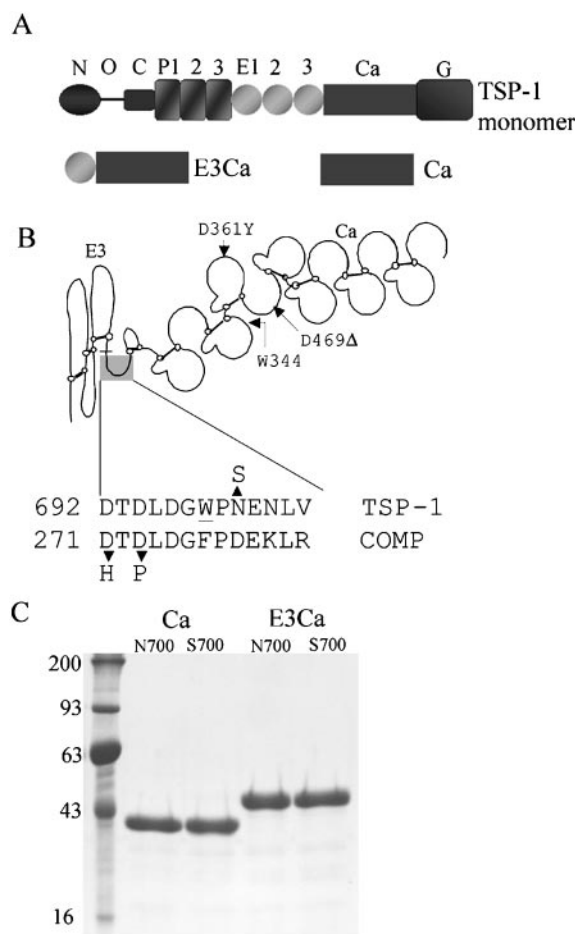 A
N O C P1 2 3 E1 2 3 Ca G
TSP-1
monomer
E3Ca Ca
B
D361Y
Ca
E3
D469Δ
W344
S
692 DTDLDGWPNENLV TSP-1
271 DTDLDGFPDEKLR COMP
H P
C
Ca E3Ca
N700 S700 N700 S700
200
93
63
43
16